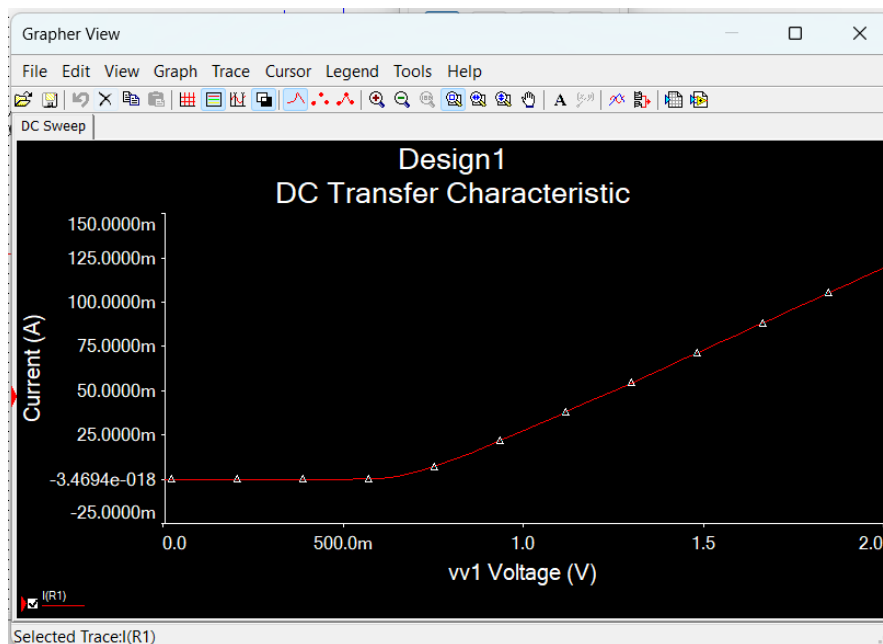 Grapher View
File Edit View Graph Trace Cursor Legend Tools Help
A
DC Sweep
Design1
DC Transfer Characteristic
150.0000m
125.0000m
100.0000m
75.0000m
50.0000m
25.0000m
-3.4694e-018
-25.0000m
Current (A)
0.0 500.0m 1.0 1.5 2.0
vv1 Voltage (V)
I(R1)
Selected Trace:I(R1)